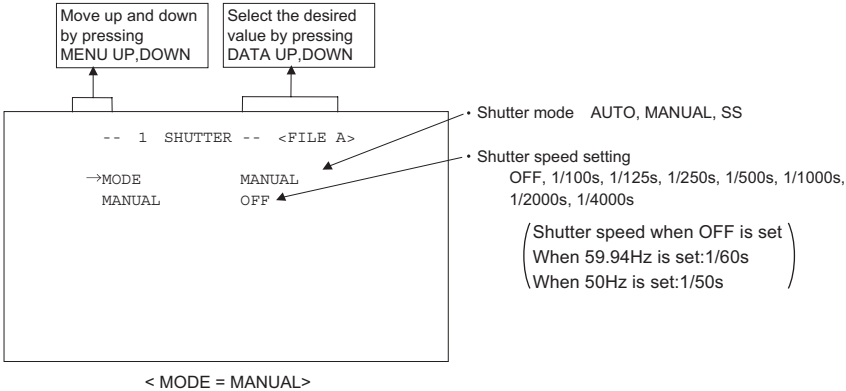 Move up and down
by pressing
MENU UP,DOWN
Select the desired
value by pressing
DATA UP,DOWN
-- 1 SHUTTER -- <FILE A>
→MODE MANUAL
MANUAL OFF
• Shutter mode AUTO, MANUAL, SS
• Shutter speed setting
OFF, 1/100s, 1/125s, 1/250s, 1/500s, 1/1000s,
1/2000s, 1/4000s
Shutter speed when OFF is set
When 59.94Hz is set:1/60s
When 50Hz is set:1/50s
< MODE = MANUAL>